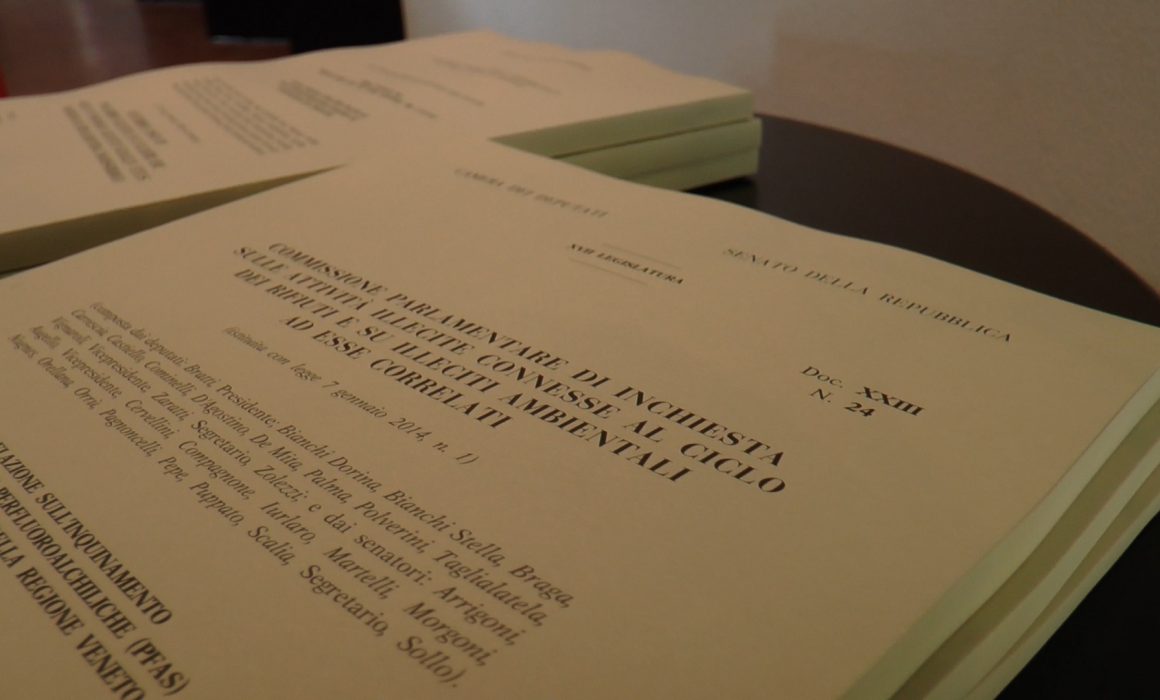 CAMERA DEI DEPUTATI
SENATO DELLA REPUBBLICA
XVII LEGISLATURA
Doc. XXIII
N. 24
COMMISSIONE PARLAMENTARE DI INCHIESTA
SULLE ATTIVITÀ ILLECITE CONNESSE AL CICLO
DEI RIFIUTI E SU ILLECITI AMBIENTALI
AD ESSE CORRELATI
(istituita con legge 7 gennaio 2014, n. 1)
(composta dai deputati: Bratti, Presidente; Bianchi Dorina, Bianchi Stella, Braga,
Carrescia, Castiello, Cominelli, D'Agostino, De Mita, Palma, Polverini, Taglialatela,
Vignaroli, Vicepresidente, Zaratti, Segretario, Zolezzi; e dai senatori: Arrigoni,
Augello, Vicepresidente, Cervellini, Compagnone, Iurlaro, Martelli, Morgoni,
Nugnes, Orellana, Orrù, Pagnoncelli, Pepe, Puppato, Scalia, Segretario, Sollo).
LAZIONE SULL'INQUINAMENTO
PERFLUOROALCHILICHE (PFAS)
ELLA REGIONE VENETO